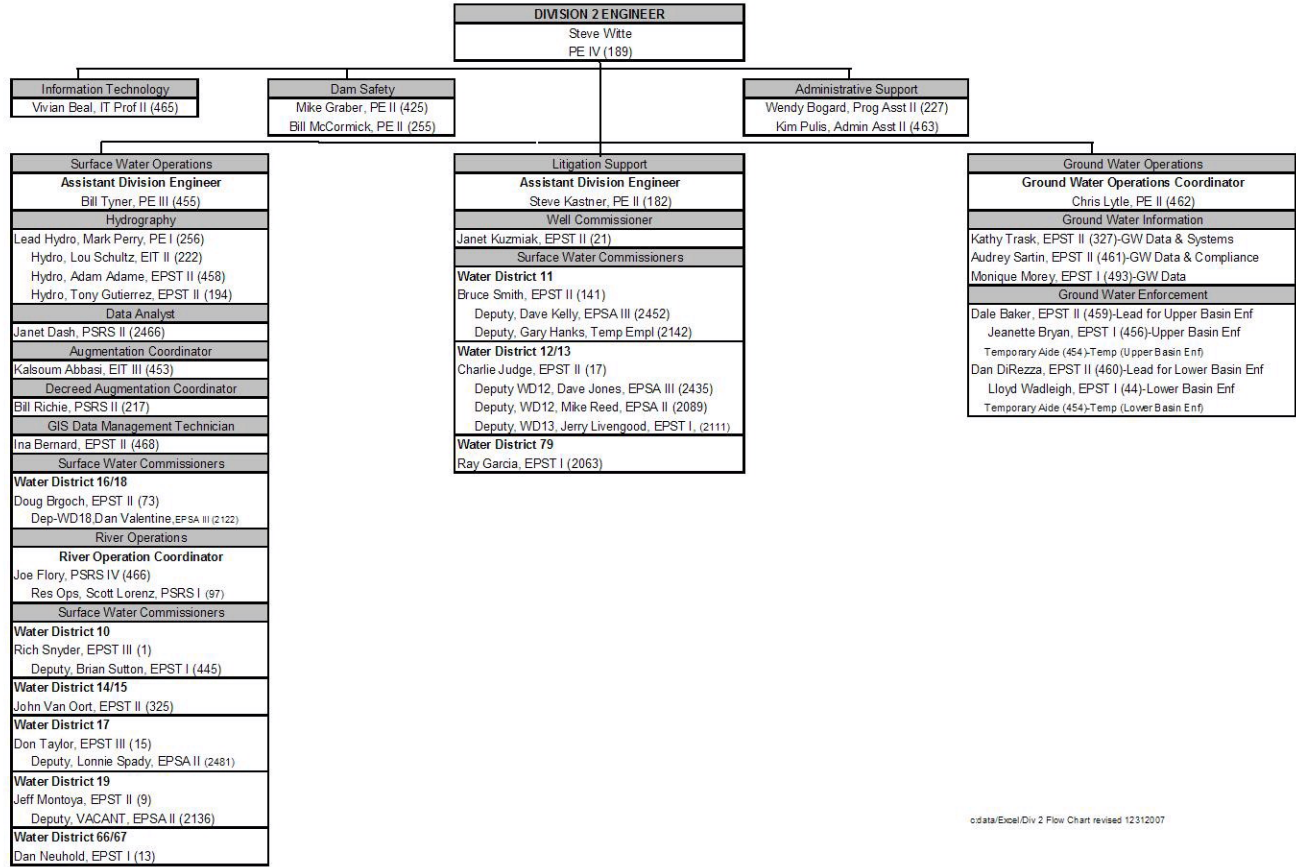 DIVISION 2 ENGINEER
Steve Witte
PE IV (189)
Information Technology
Vivian Beal, IT Prof II (465)
Dam Safety
Mike Graber, PE II (425)
Bill McCormick, PE II (255)
Administrative Support
Wendy Bogard, Prog Asst II (227)
Kim Pulis, Admin Asst II (463)
Surface Water Operations
Assistant Division Engineer
Bill Tyner, PE III (455)
Hydrography
Lead Hydro, Mark Perry, PE I (256)
Hydro, Lou Schultz, EIT II (222)
Hydro, Adam Adame, EPST II (458)
Hydro, Tony Gutierrez, EPST II (194)
Data Analyst
Janet Dash, PSRS II (2466)
Augmentation Coordinator
Kalsoum Abbasi, EIT III (453)
Decreed Augmentation Coordinator
Bill Richie, PSRS II (217)
GIS Data Management Technician
Ina Bernard, EPST II (468)
Surface Water Commissioners
Water District 16/18
Doug Brgoch, EPST II (73)
Dep-WD18,Dan Valentine,EPSA III (2122)
River Operations
River Operation Coordinator
Joe Flory, PSRS IV (466)
Res Ops, Scott Lorenz, PSRS I (97)
Surface Water Commissioners
Water District 10
Rich Snyder, EPST III (1)
Deputy, Brian Sutton, EPST I (445)
Water District 14/15
John Van Oort, EPST II (325)
Water District 17
Don Taylor, EPST III (15)
Deputy, Lonnie Spady, EPSA II (2481)
Water District 19
Jeff Montoya, EPST II (9)
Deputy, VACANT, EPSA II (2136)
Water District 66/67
Dan Neuhold, EPST I (13)
Litigation Support
Assistant Division Engineer
Steve Kastner, PE II (182)
Well Commissioner
Janet Kuzmiak, EPST II (21)
Surface Water Commissioners
Water District 11
Bruce Smith, EPST II (141)
Deputy, Dave Kelly, EPSA III (2452)
Deputy, Gary Hanks, Temp Empl (2142)
Water District 12/13
Charlie Judge, EPST II (17)
Deputy WD12, Dave Jones, EPSA III (2435)
Deputy, WD12, Mike Reed, EPSA II (2089)
Deputy, WD13, Jerry Livengood, EPST I, (2111)
Water District 79
Ray Garcia, EPST I (2063)
Ground Water Operations
Ground Water Operations Coordinator
Chris Lytle, PE II (462)
Ground Water Information
Kathy Trask, EPST II (327)-GW Data & Systems
Audrey Sartin, EPST II (461)-GW Data & Compliance
Monique Morey, EPST I (493)-GW Data
Ground Water Enforcement
Dale Baker, EPST II (459)-Lead for Upper Basin Enf
Jeanette Bryan, EPST I (456)-Upper Basin Enf
Temporary Aide (454)-Temp (Upper Basin Enf)
Dan DiRezza, EPST II (460)-Lead for Lower Basin Enf
Lloyd Wadleigh, EPST I (44)-Lower Basin Enf
Temporary Aide (454)-Temp (Lower Basin Enf)
c:data/Excel/Div 2 Flow Chart revised 12312007